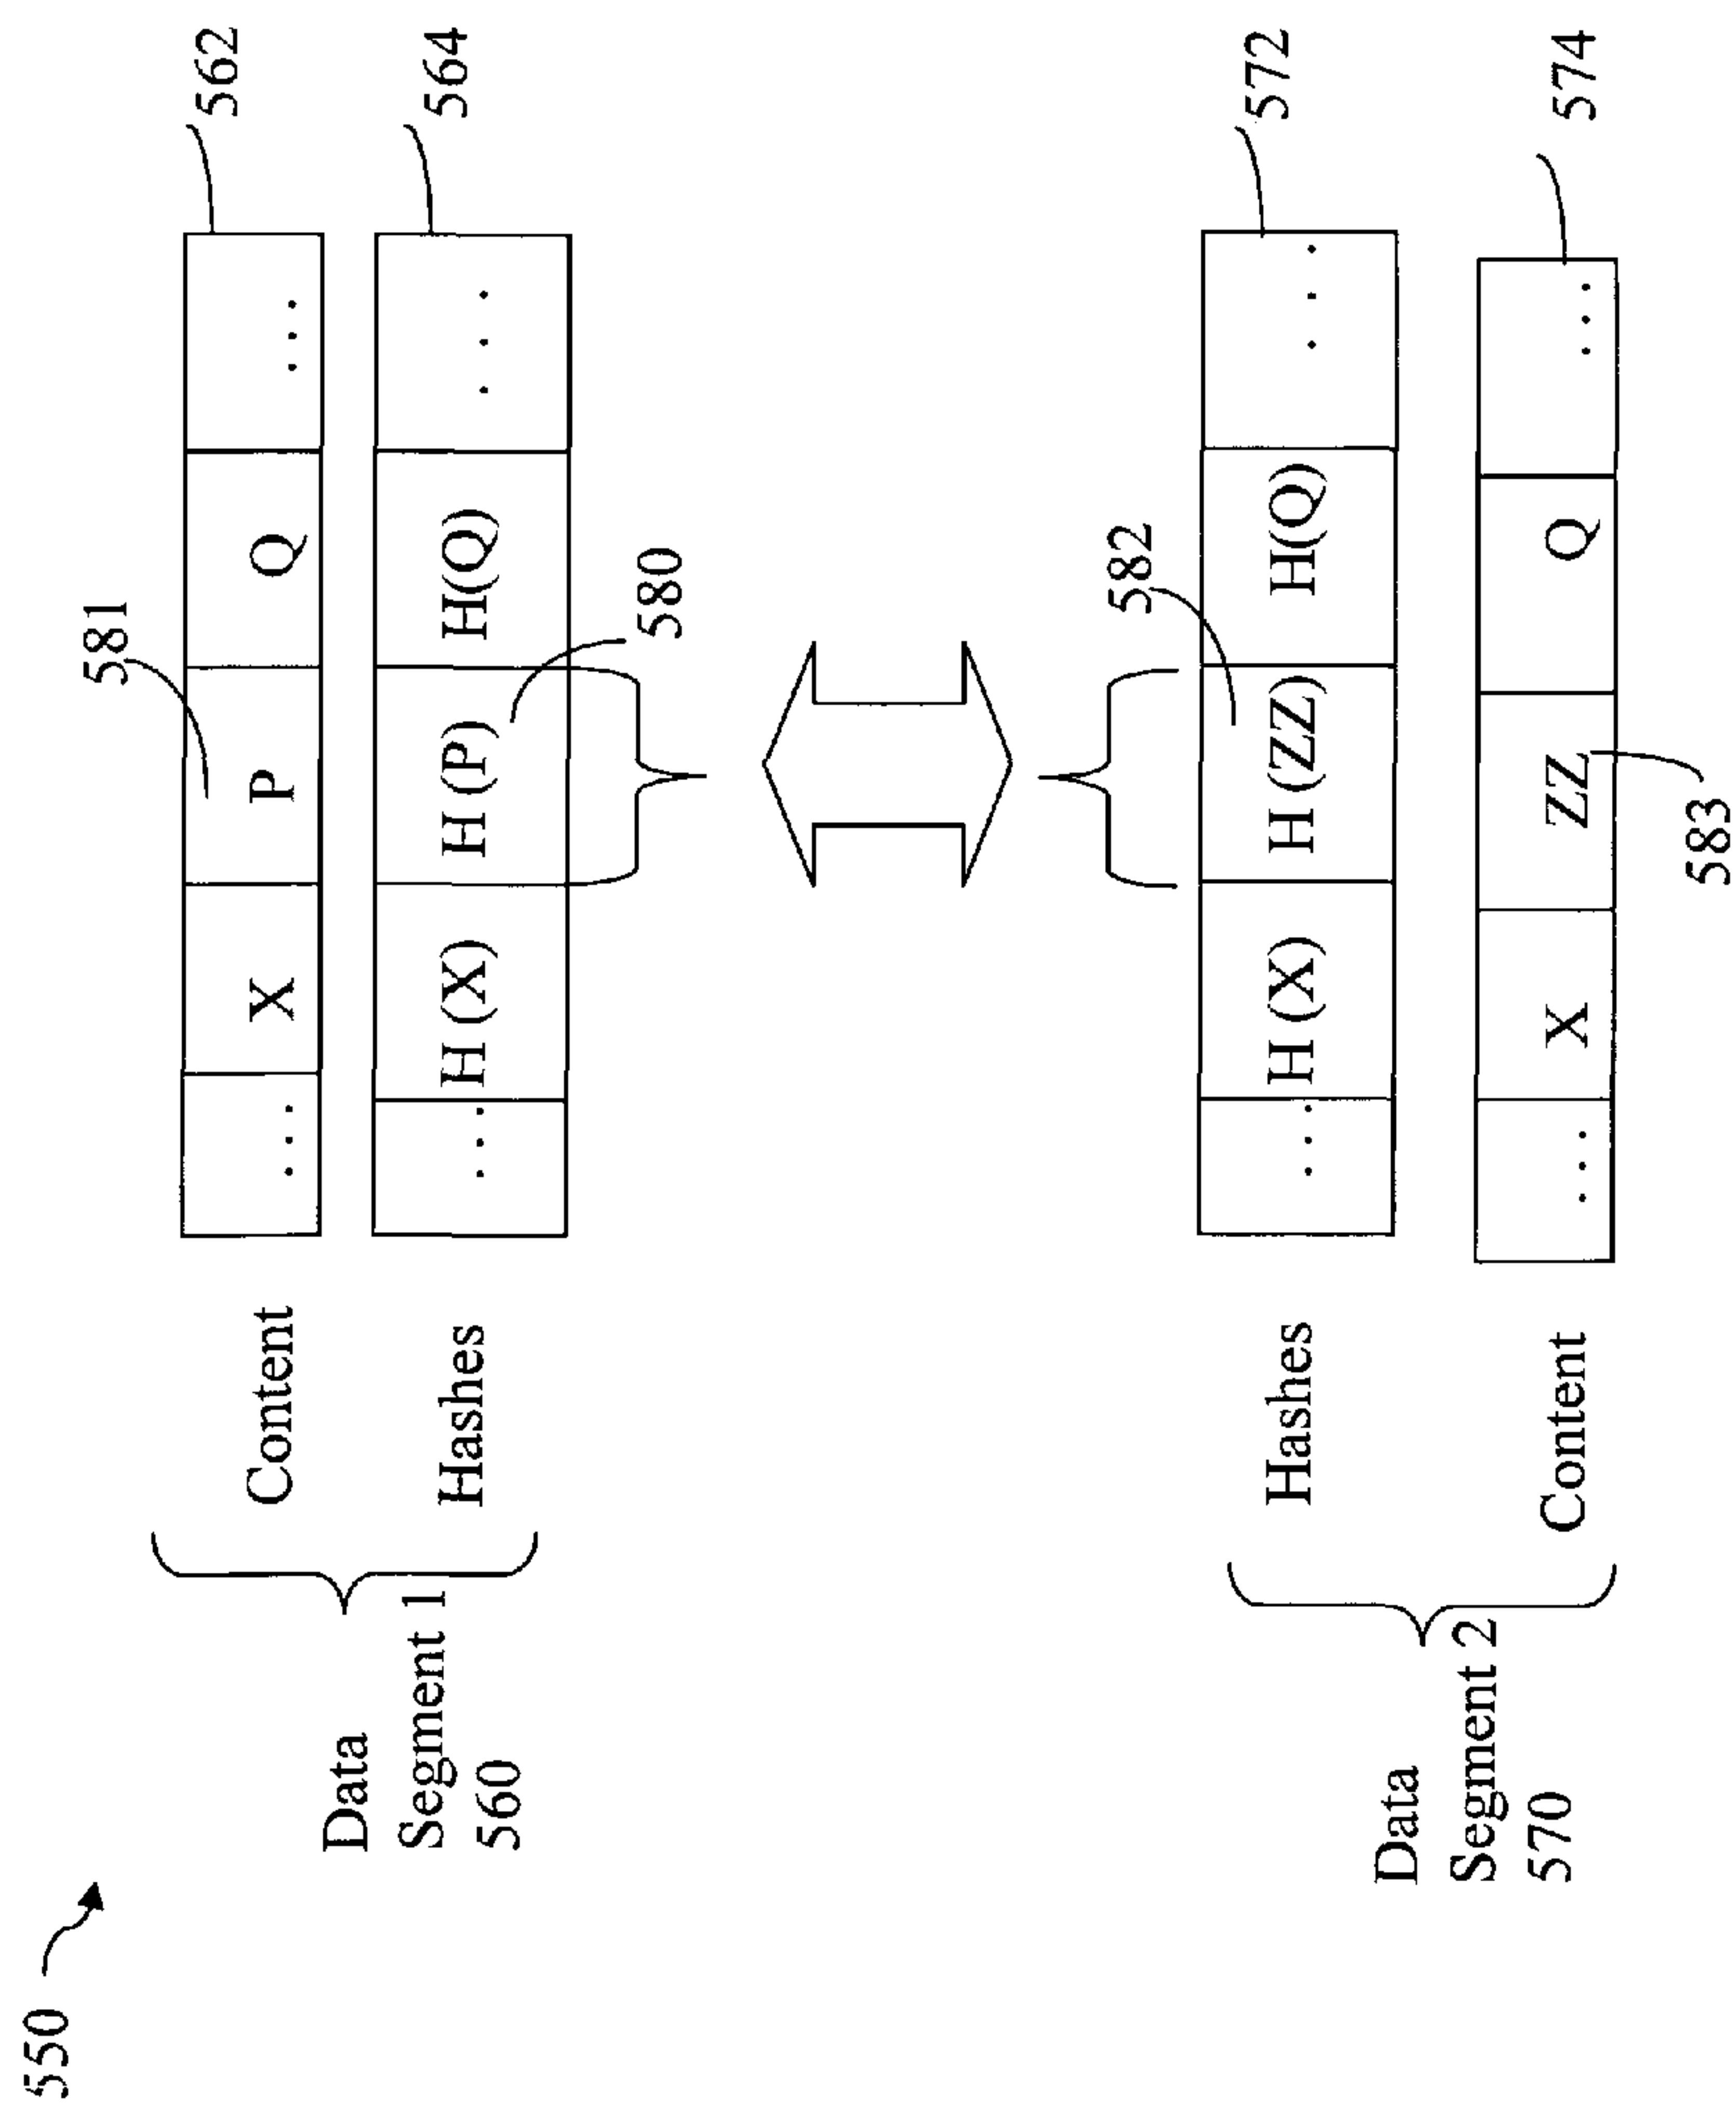 550
581
562
Content ... X P Q ...
564
Hashes ... H (X) H (P) H(Q) ...
Data
Segment 1
560
580
582
572
Hashes ... H (X) H (ZZ) H(Q) ...
574
Content ... X ZZ Q ...
Data
Segment 2
570
583